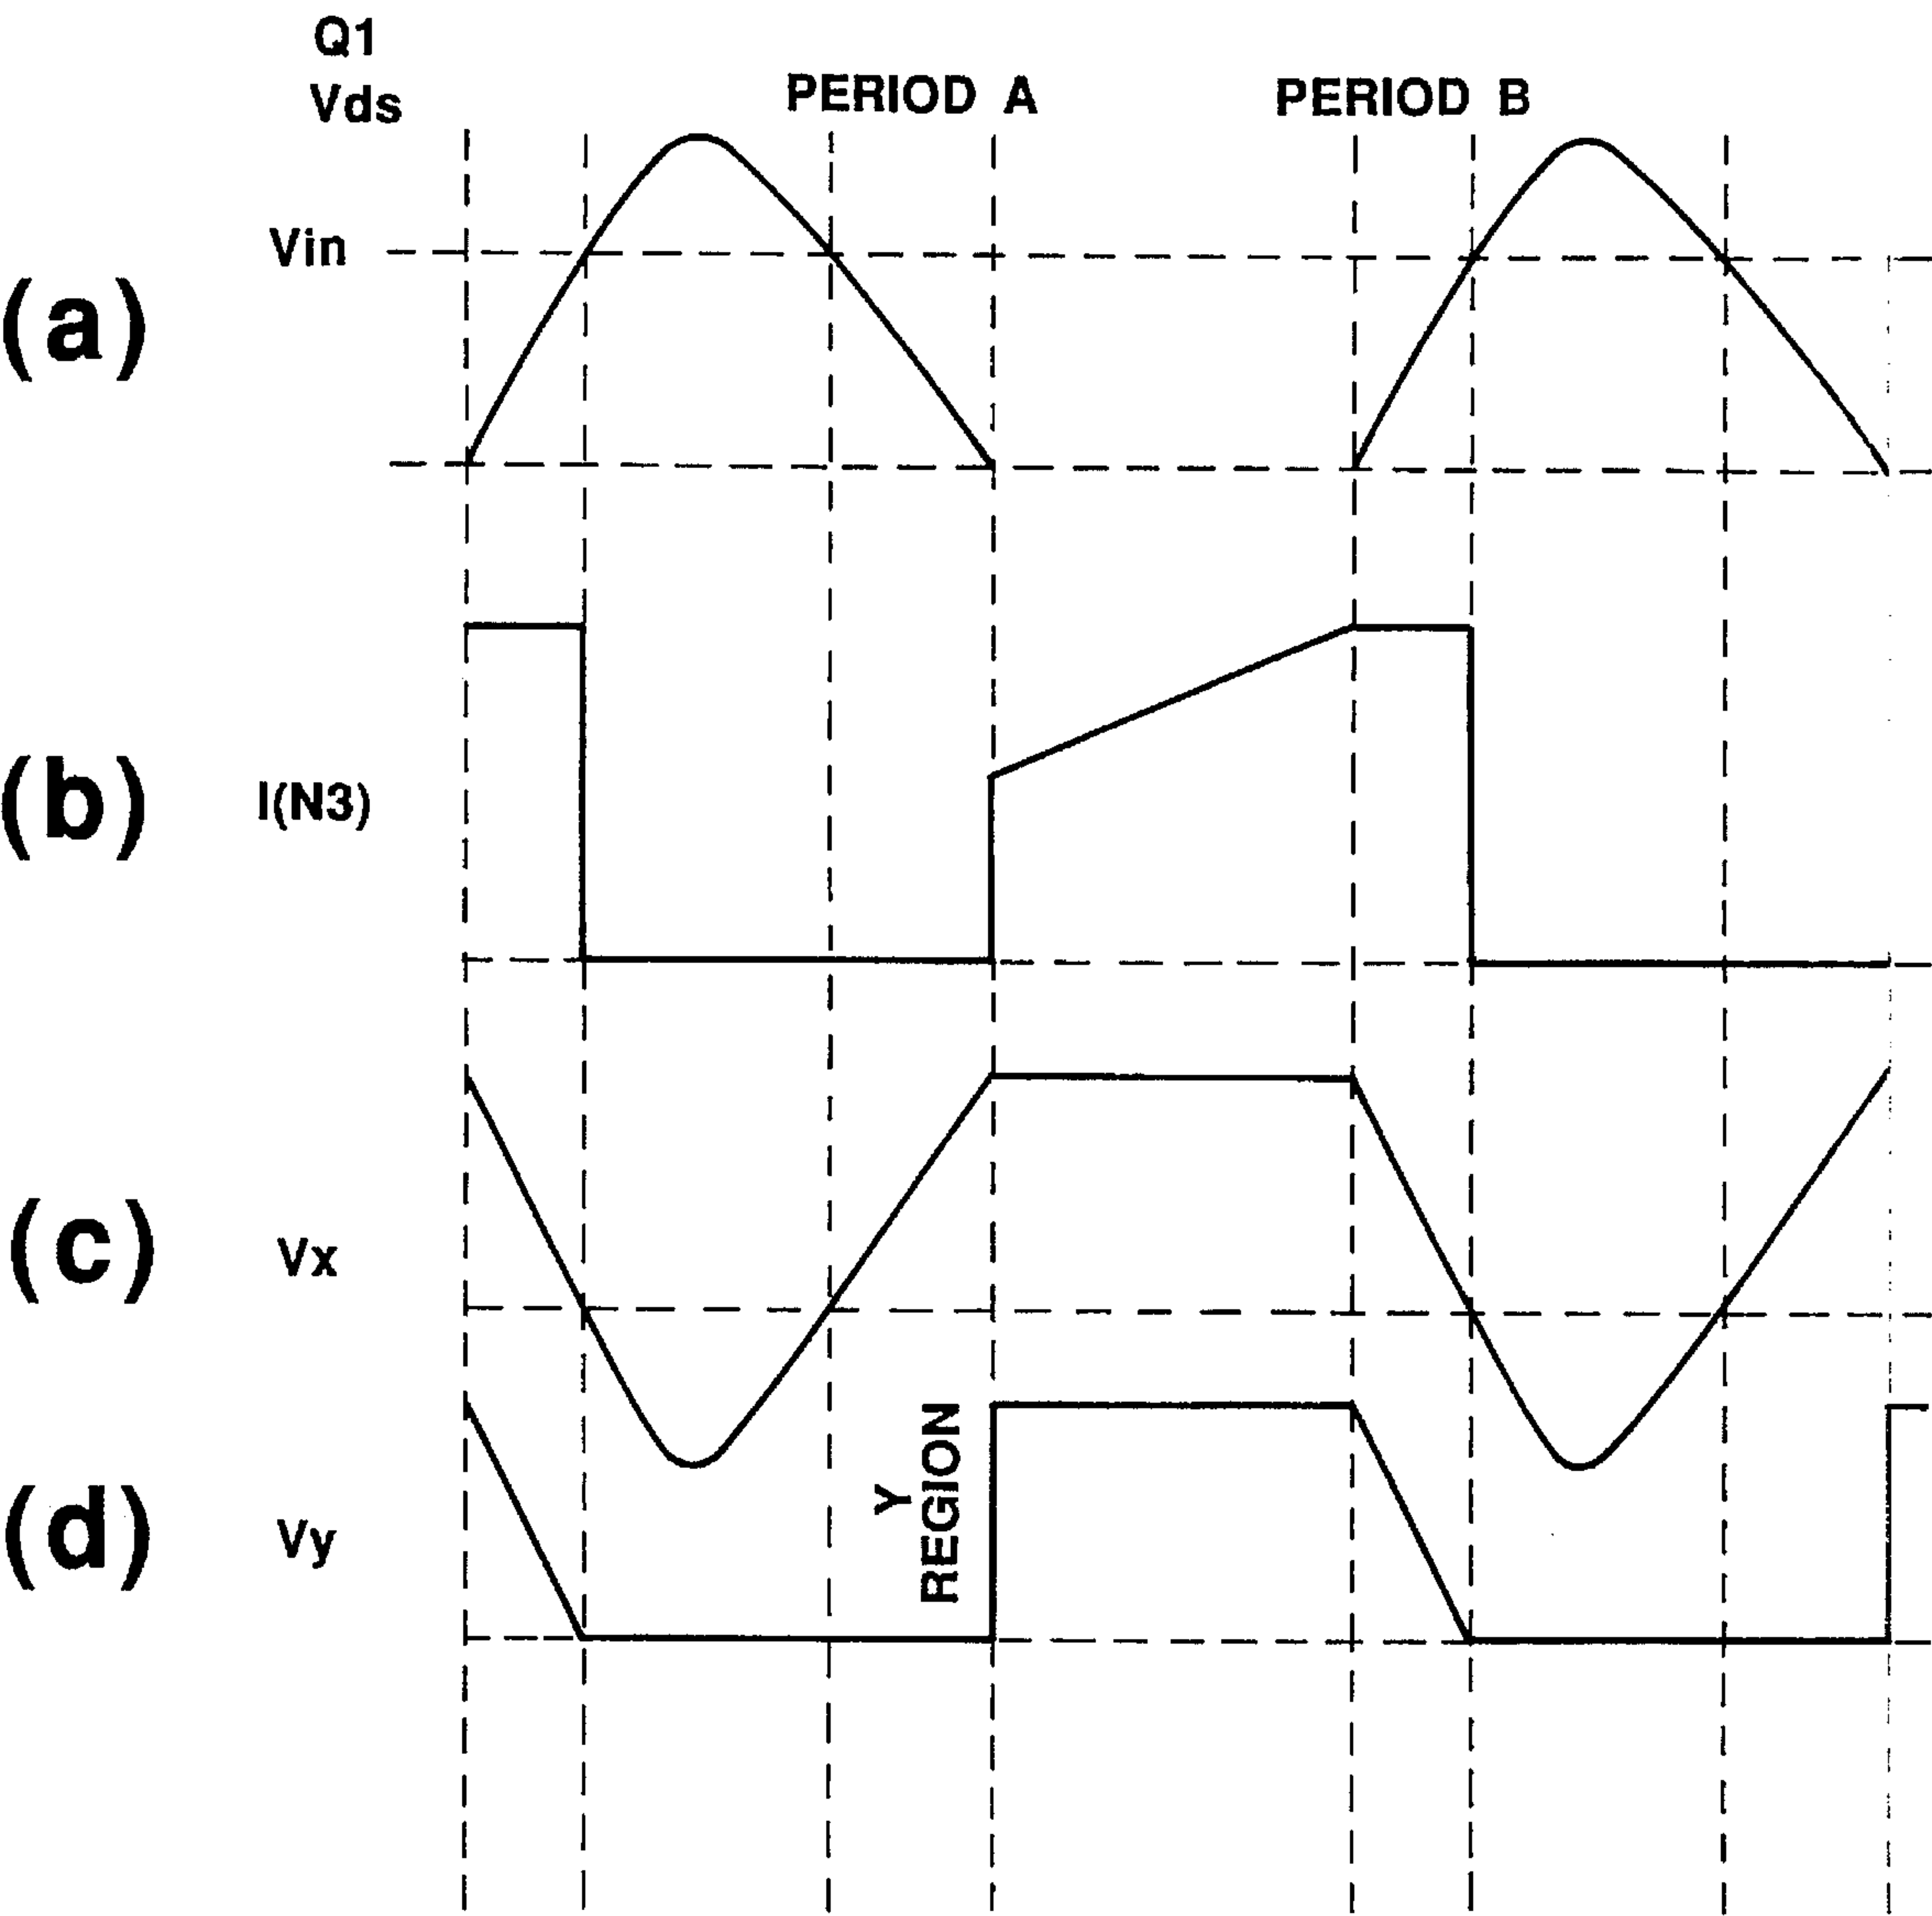 Q1
Vds
PERIOD A
PERIOD B
Vin
(a)
(b)
I(N3)
(c)
Vx
Y
REGION
(d)
Vy